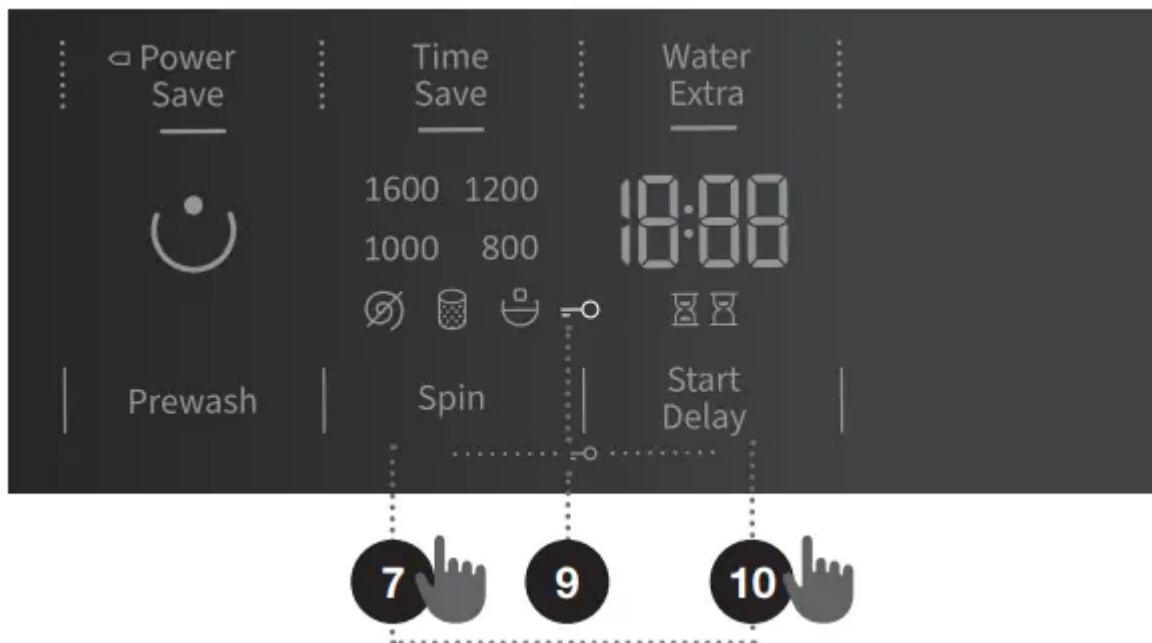 Power
Save
Time
Save
Water
Extra
1600 1200
1000 800
18:88
Prewash
Spin
Start
Delay
7
9
10